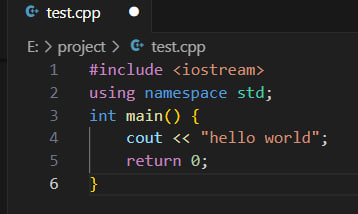 test.cpp
E: > project > test.cpp
1 #include <iostream>
2 using namespace std;
3 int main() {
4     cout << "hello world";
5     return 0;
6 }